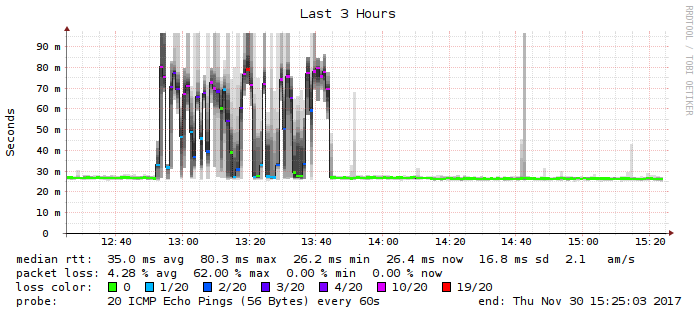 Last 3 Hours
RRDTOOL / TOBI OETIKER
Seconds
90 m
80 m
70 m
60 m
50 m
40 m
30 m
20 m
10 m
0
12:40 13:00 13:20 13:40 14:00 14:20 14:40 15:00 15:20
median rtt: 35.0 ms avg 80.3 ms max 26.2 ms min 26.4 ms now 16.8 ms sd 2.1 am/s
packet loss: 4.28 % avg 62.00 % max 0.00 % min 0.00 % now
loss color: 0 1/20 2/20 3/20 4/20 10/20 19/20
probe: 20 ICMP Echo Pings (56 Bytes) every 60s end: Thu Nov 30 15:25:03 2017